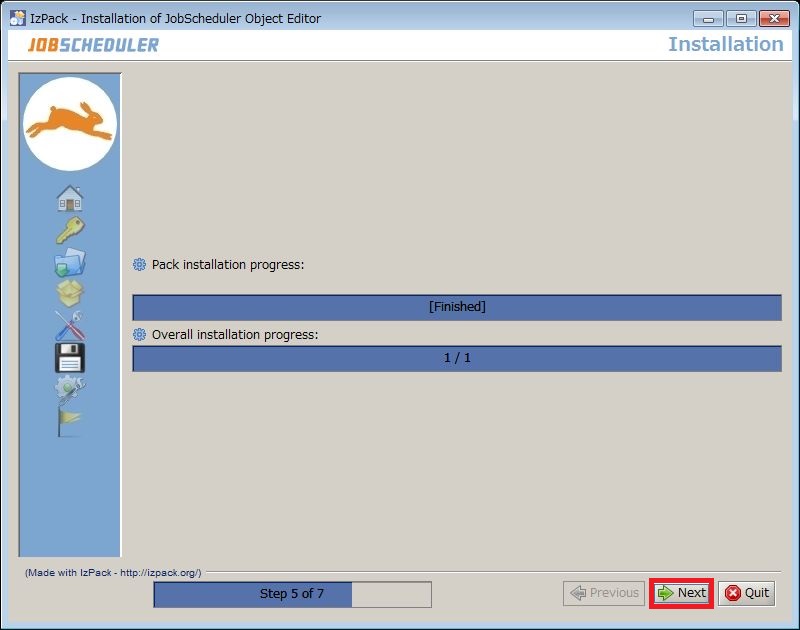 IzPack - Installation of JobScheduler Object Editor
JOBSCHEDULER
Installation
Pack installation progress:
[Finished]
Overall installation progress:
1 / 1
(Made with IzPack - http://izpack.org/)
Step 5 of 7
Previous
Next
Quit